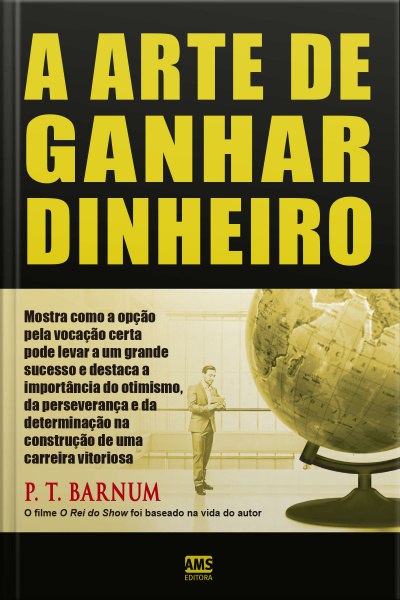 A ARTE DE
GANHAR
DINHEIRO
Mostra como a opção
pela vocação certa
pode levar a um grande
sucesso e destaca a
importância do otimismo,
da perseverança e da
determinação na
construção de uma
carreira vitoriosa
P. T. BARNUM
O filme O Rei do Show foi baseado na vida do autor
AMS
EDITORA